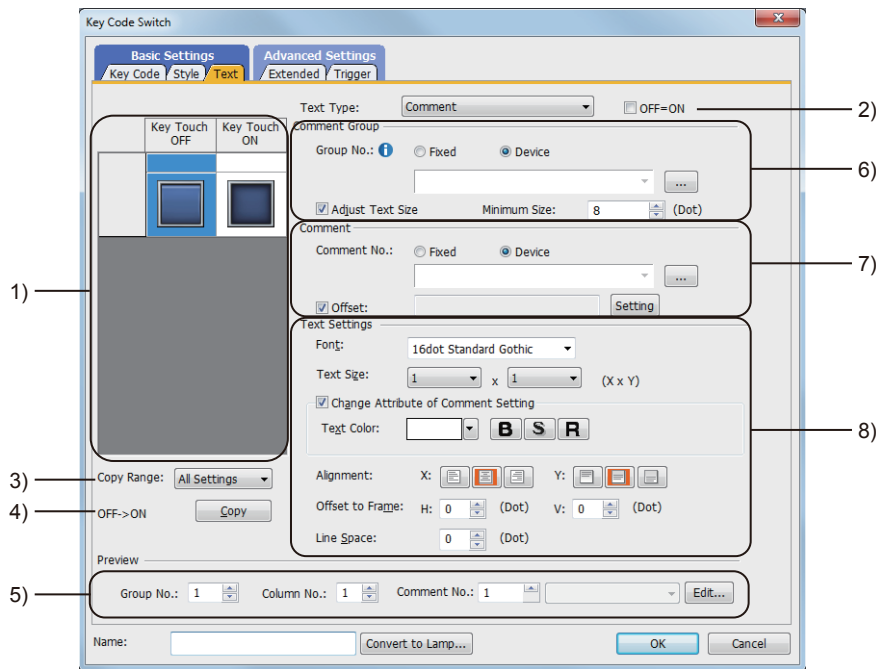 Key Code Switch
Basic Settings Advanced Settings
Key Code Style Text Extended Trigger
Text Type: Comment OFF=ON 2)
Key Touch OFF Key Touch ON
Comment Group
Group No.: Fixed Device
6)
...
Adjust Text Size Minimum Size: 8 (Dot)
Comment
Comment No.: Fixed Device
7)
...
1)
Offset: Setting
Text Settings
Font: 16dot Standard Gothic
Text Size: 1 x 1 (X x Y)
Change Attribute of Comment Setting
Text Color: B S R
8)
3) Copy Range: All Settings
Alignment: X: Y:
4) OFF->ON Copy
Offset to Frame: H: 0 (Dot) V: 0 (Dot)
Line Space: 0 (Dot)
Preview
5) Group No.: 1 Column No.: 1 Comment No.: 1 Edit...
Name: Convert to Lamp... OK Cancel